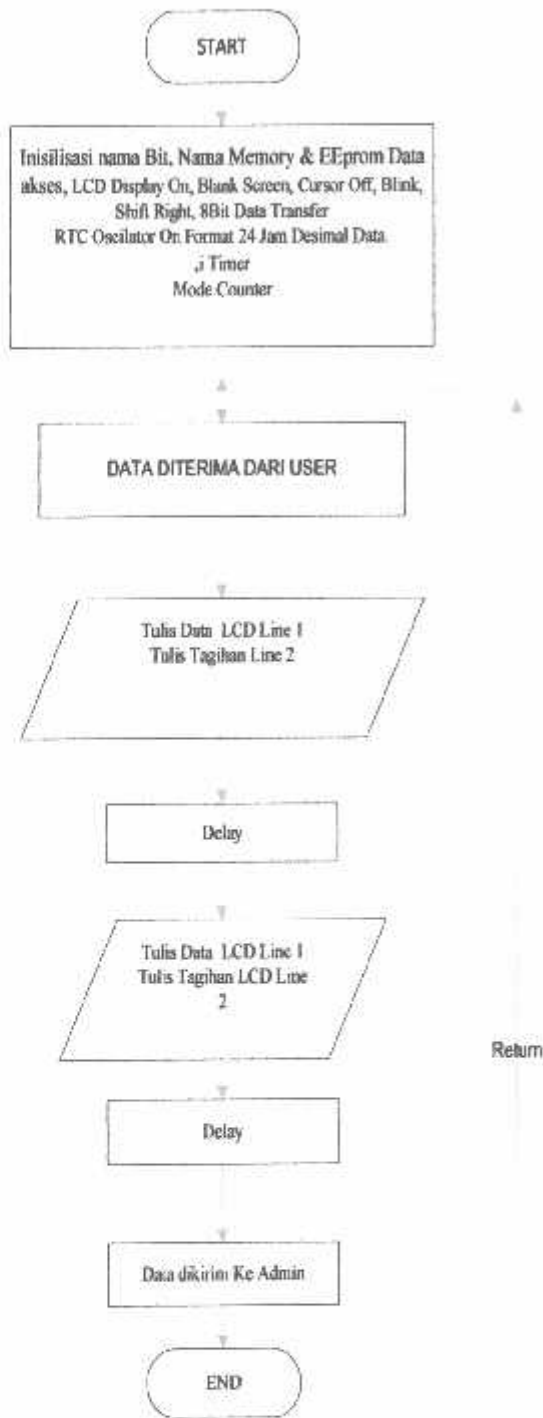 START
Inisilisasi nama Bit, Nama Memory & EEprom Data
akses, LCD Display On, Blank Screen, Cursor Off, Blink,
Shift Right, 8Bit Data Transfer
RTC Oscilator On Format 24 Jam Desimal Data
Timer
Mode Counter
DATA DITERIMA DARI USER
Tulis Data LCD Line 1
Tulis Tagihan Line 2
Delay
Tulis Data LCD Line 1
Tulis Tagihan LCD Line
2
Return
Delay
Data dikirim Ke Admin
END